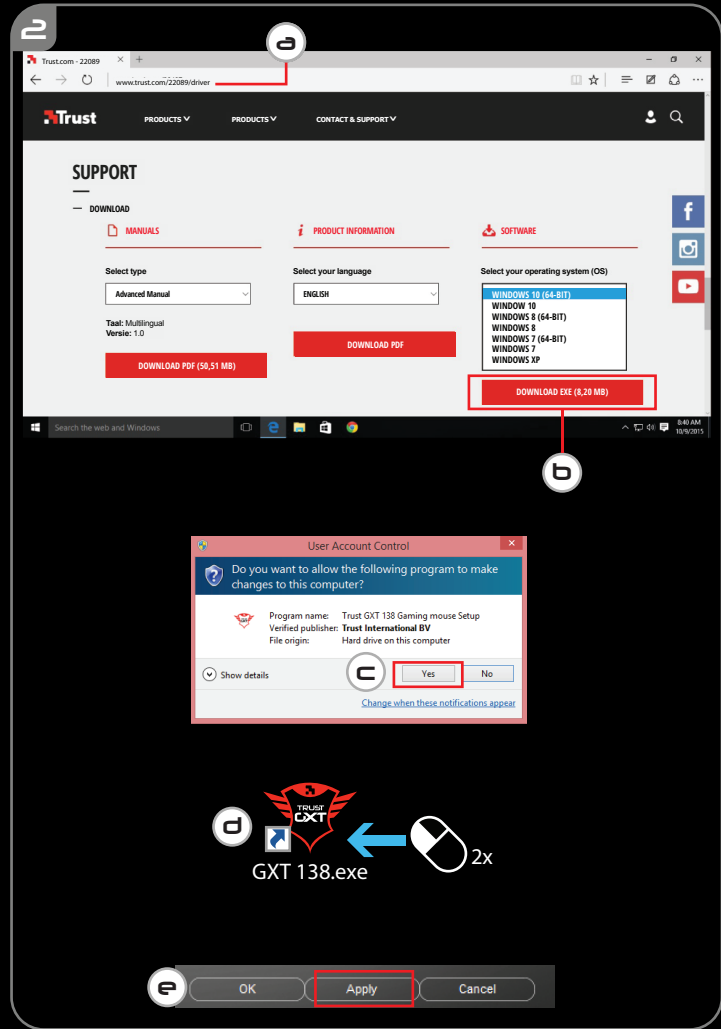 2
a
Trust.com - 22089
www.trust.com/22089/driver
Trust
PRODUCTS
PRODUCTS
CONTACT & SUPPORT
SUPPORT
DOWNLOAD
MANUALS
PRODUCT INFORMATION
SOFTWARE
Select type
Select your language
Select your operating system (OS)
Advanced Manual
ENGLISH
WINDOWS 10 (64-BIT)
WINDOW 10
WINDOWS 8 (64-BIT)
WINDOWS 8
WINDOWS 7 (64-BIT)
WINDOWS 7
WINDOWS XP
Taal: Multilingual
Versie: 1.0
DOWNLOAD PDF (50,51 MB)
DOWNLOAD PDF
DOWNLOAD EXE (8,20 MB)
Search the web and Windows
8:40 AM
10/9/2015
b
User Account Control
Do you want to allow the following program to make
changes to this computer?
Program name: Trust GXT 138 Gaming mouse Setup
Verified publisher: Trust International BV
File origin: Hard drive on this computer
Show details
c
Yes
No
Change when these notifications appear
d
TRUST
GXT
2x
GXT 138.exe
e
OK
Apply
Cancel